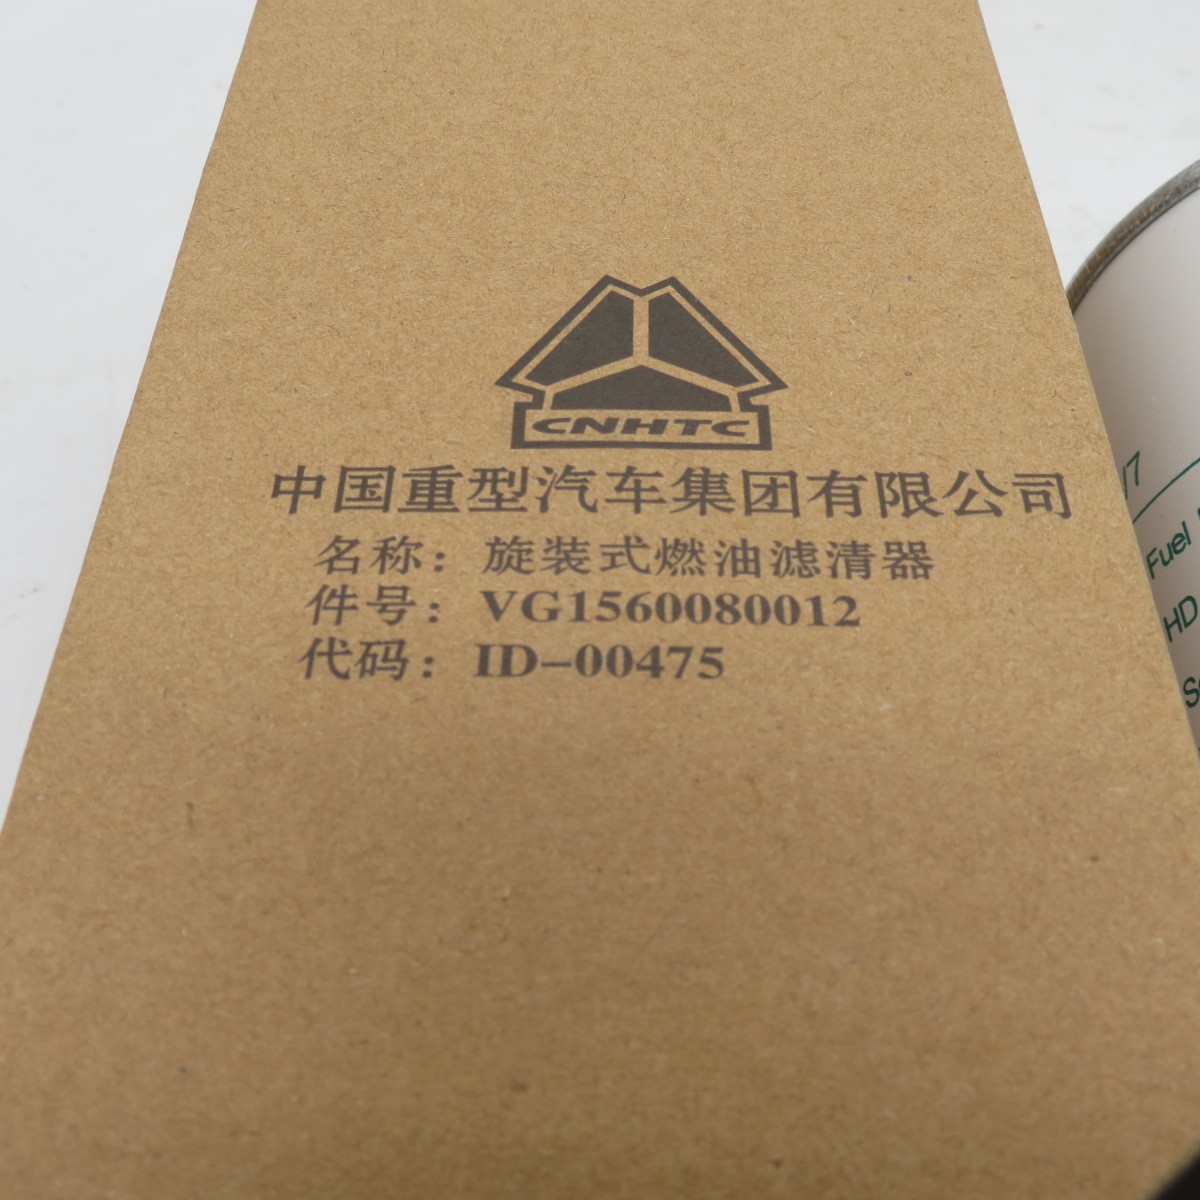 CNHTC
中国重型汽车集团有限公司
名称：旋装式燃油滤清器
件号：VG1560080012
代码：ID-00475
Fuel
HD